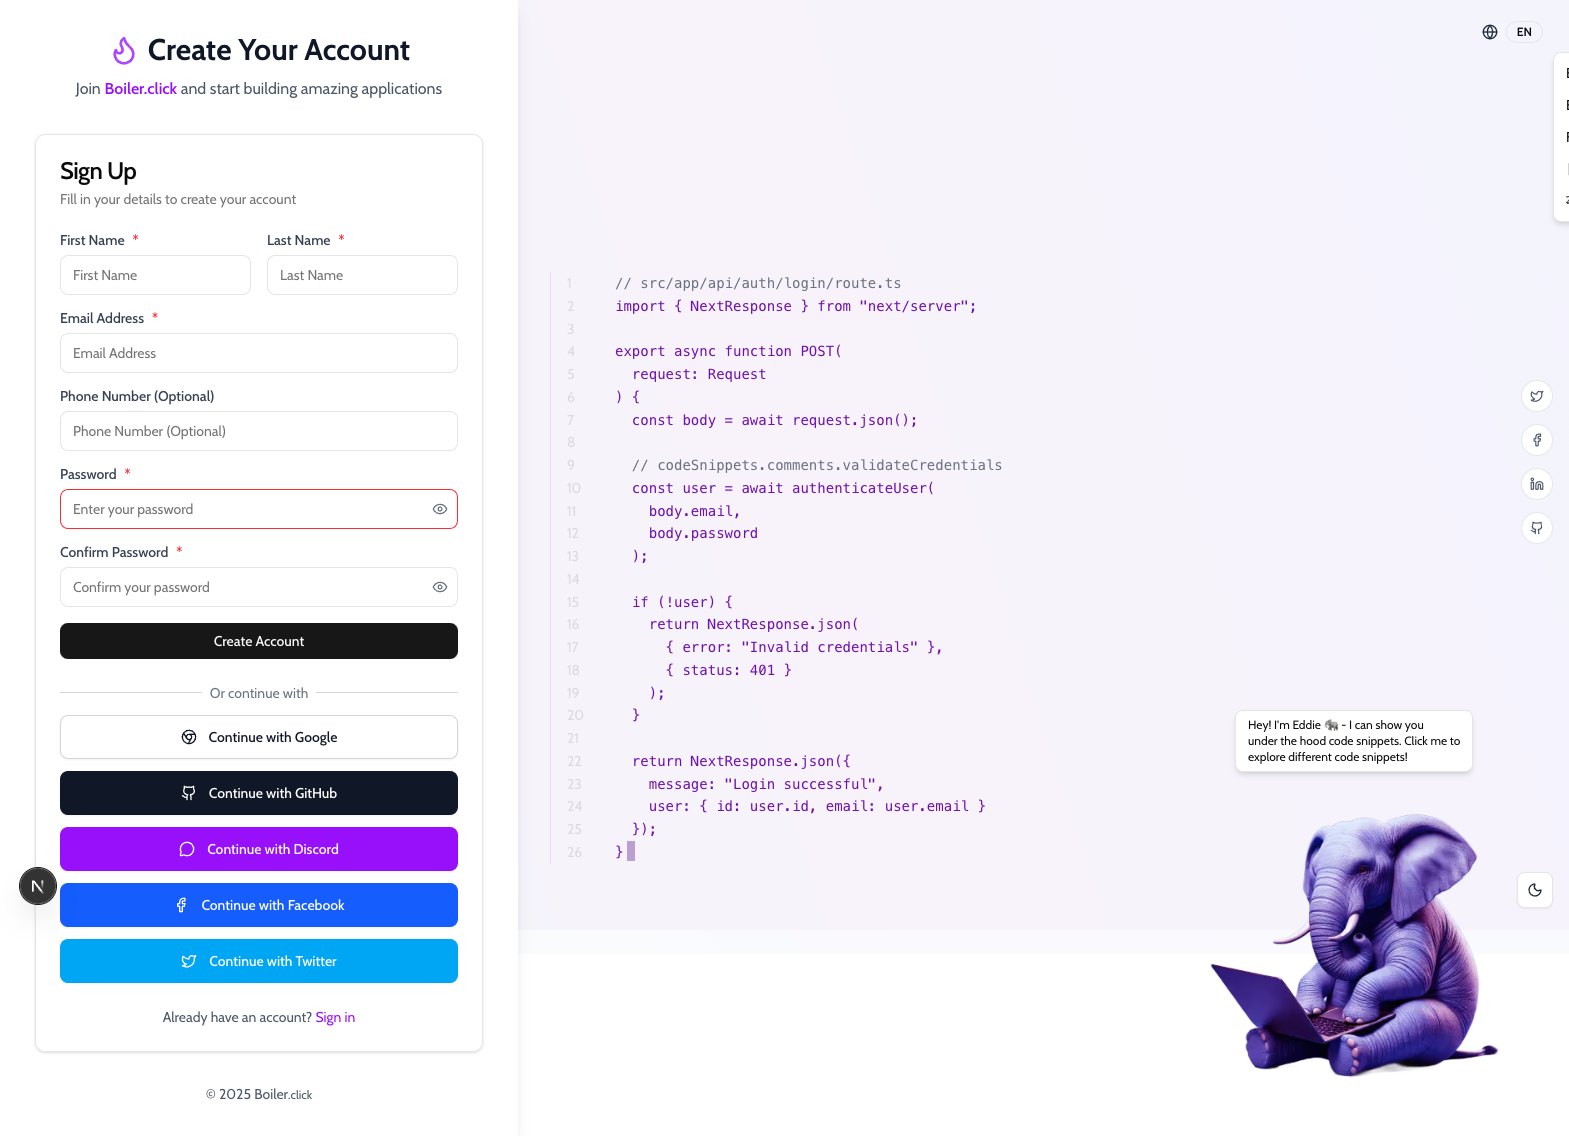 Create Your Account
Join Boiler.click and start building amazing applications
Sign Up
Fill in your details to create your account
First Name *
Last Name *
First Name
Last Name
Email Address *
Email Address
Phone Number (Optional)
Phone Number (Optional)
Password *
Enter your password
Confirm Password *
Confirm your password
Create Account
Or continue with
Continue with Google
Continue with GitHub
Continue with Discord
Continue with Facebook
Continue with Twitter
Already have an account? Sign in
© 2025 Boiler.click
N
EN
1 // src/app/api/auth/login/route.ts
2 import { NextResponse } from "next/server";
3
4 export async function POST(
5   request: Request
6 ) {
7   const body = await request.json();
8
9   // codeSnippets.comments.validateCredentials
10   const user = await authenticateUser(
11     body.email,
12     body.password
13   );
14
15   if (!user) {
16     return NextResponse.json(
17       { error: "Invalid credentials" },
18       { status: 401 }
19     );
20   }
21
22   return NextResponse.json({
23     message: "Login successful",
24     user: { id: user.id, email: user.email }
25   });
26 }
Hey! I'm Eddie 🐘 - I can show you
under the hood code snippets. Click me to
explore different code snippets!